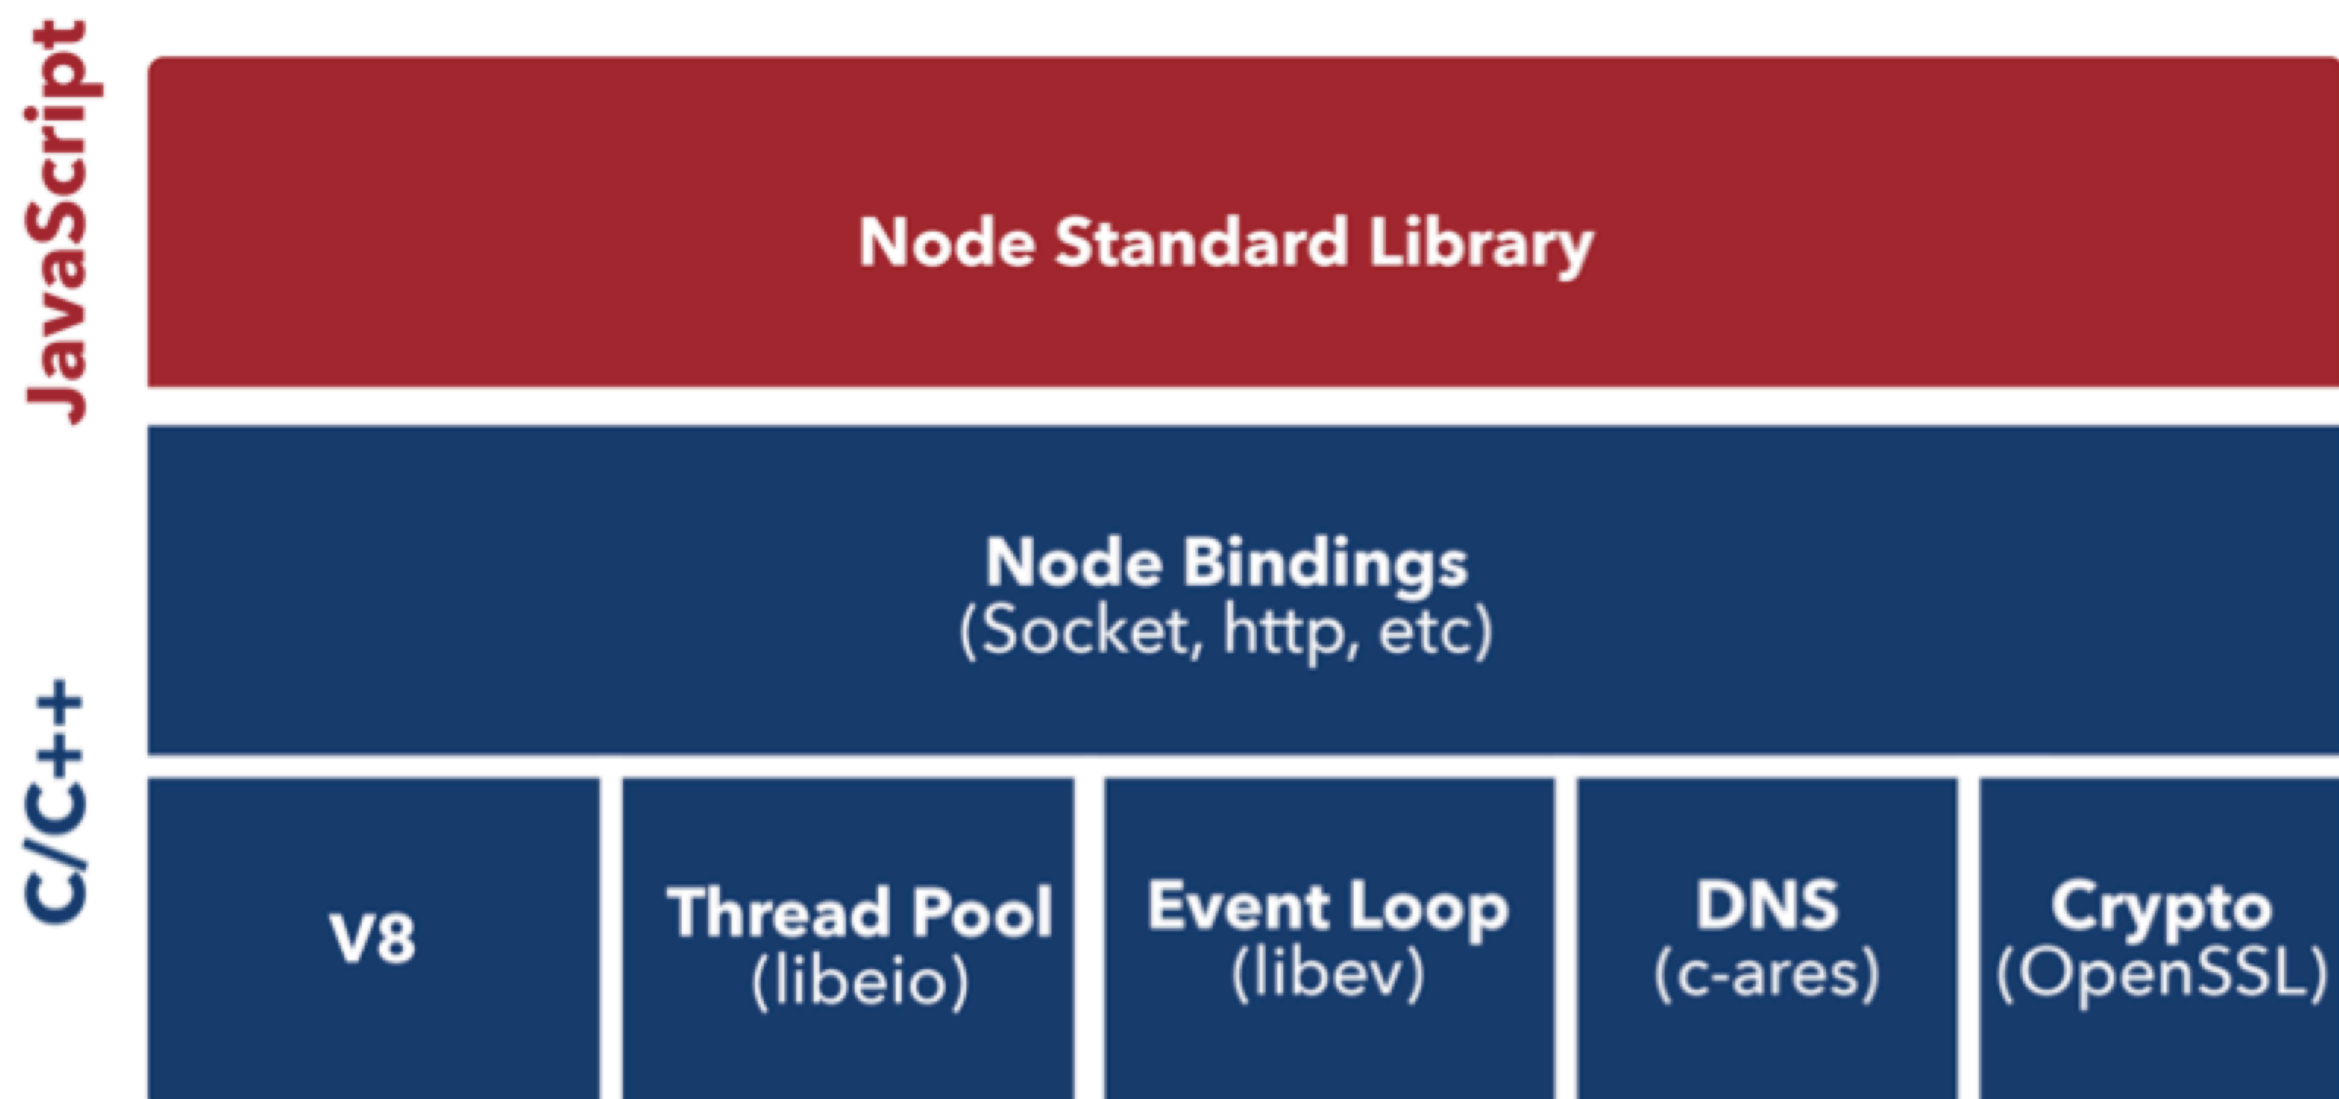 JavaScript
Node Standard Library
C/C++
Node Bindings
(Socket, http, etc)
V8
Thread Pool
(libeio)
Event Loop
(libev)
DNS
(c-ares)
Crypto
(OpenSSL)